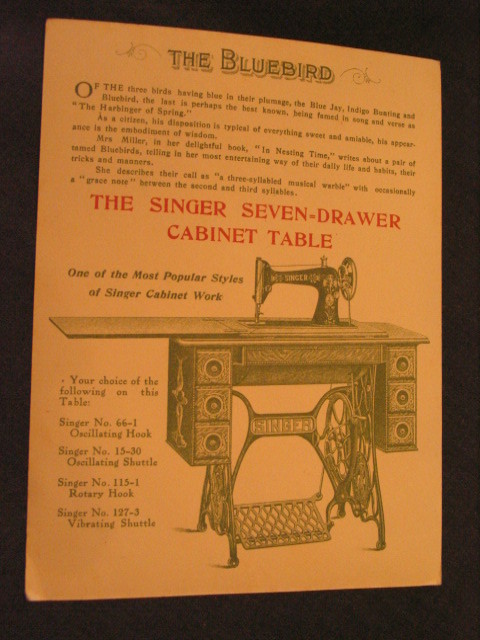 THE BLUEBIRD
OF THE three birds having blue in their plumage, the Blue Jay, Indigo Bunting and
Bluebird, the last is perhaps the best known, being famed in song and verse as
"The Harbinger of Spring."
As a citizen, his disposition is typical of everything sweet and amiable, his appear-
ance is the embodiment of wisdom.
Mrs Miller, in her delightful book, "In Nesting Time," writes about a pair of
tamed Bluebirds, telling in her most entertaining way of their daily life and habits, their
tricks and manners.
She describes their call as "a three-syllabled musical warble" with occasionally
a "grace note" between the second and third syllables.
THE SINGER SEVEN=DRAWER
CABINET TABLE
One of the Most Popular Styles
of Singer Cabinet Work
SINGER
Your choice of the
following on this
Table:
Singer No. 66-1
Oscillating Hook
Singer No. 15-30
Oscillating Shuttle
Singer No. 115-1
Rotary Hook
Singer No. 127-3
Vibrating Shuttle
SINGER